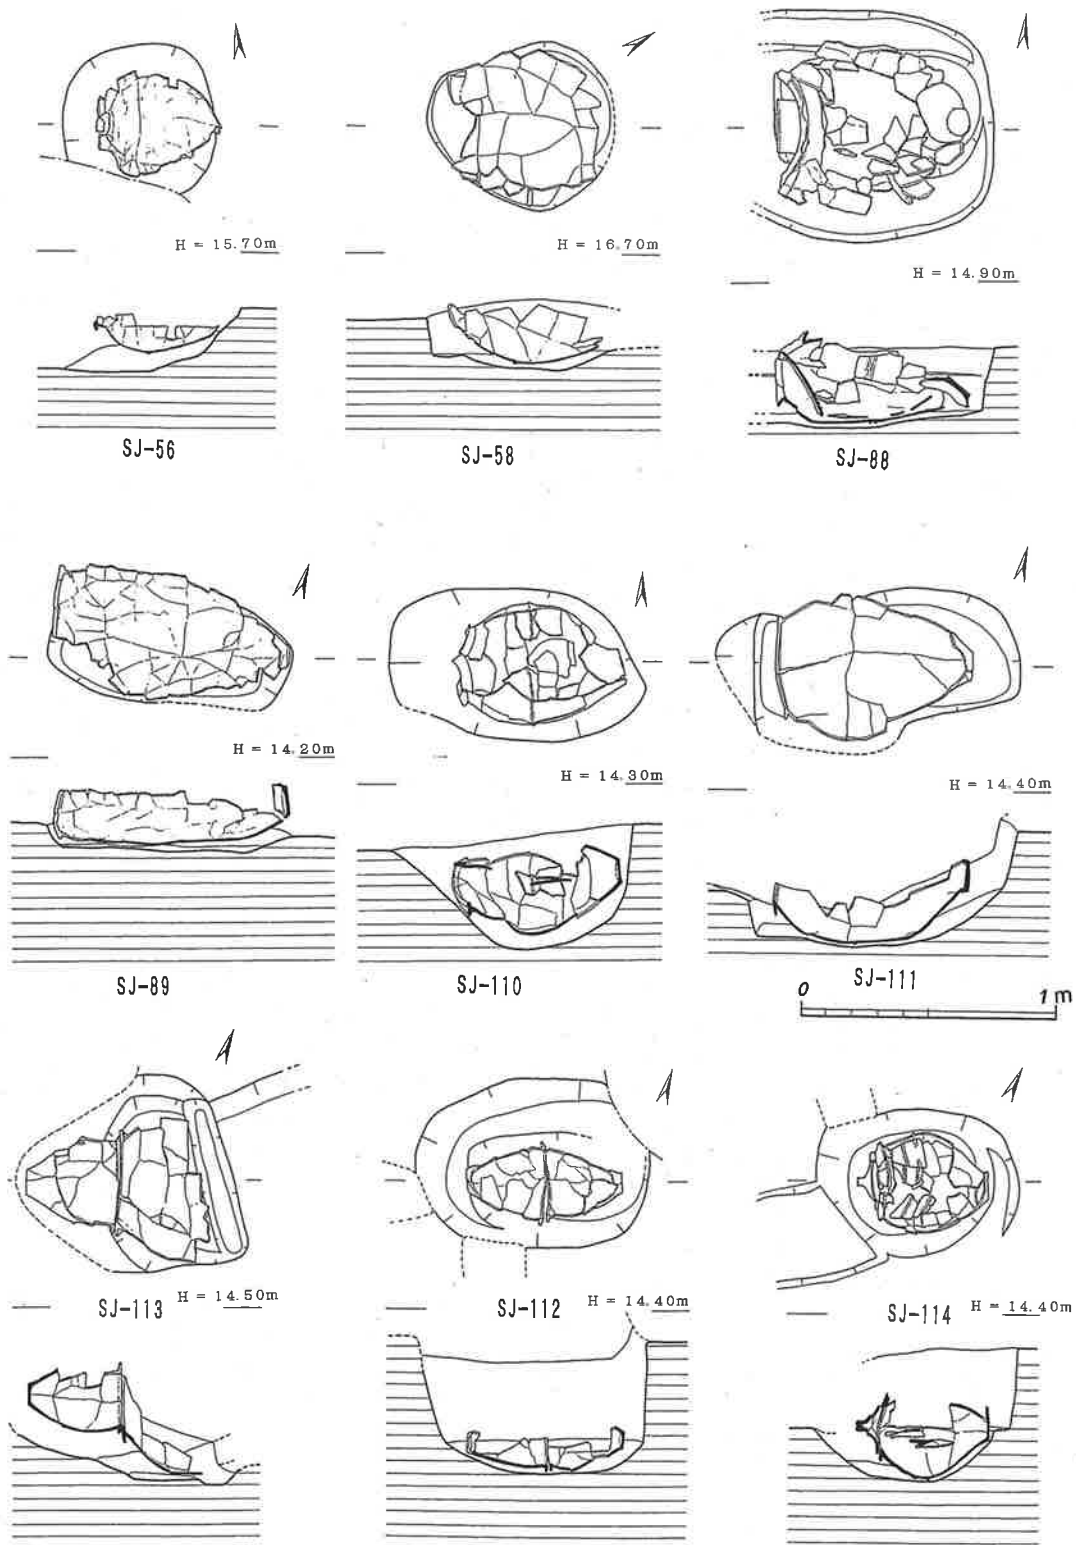 H = 15.70m
H = 16.70m
H = 14.90m
SJ-56
SJ-58
SJ-88
H = 14.20m
H = 14.30m
H = 14.40m
SJ-89
SJ-110
SJ-111
0 1m
SJ-113 H = 14.50m
SJ-112 H = 14.40m
SJ-114 H = 14.40m